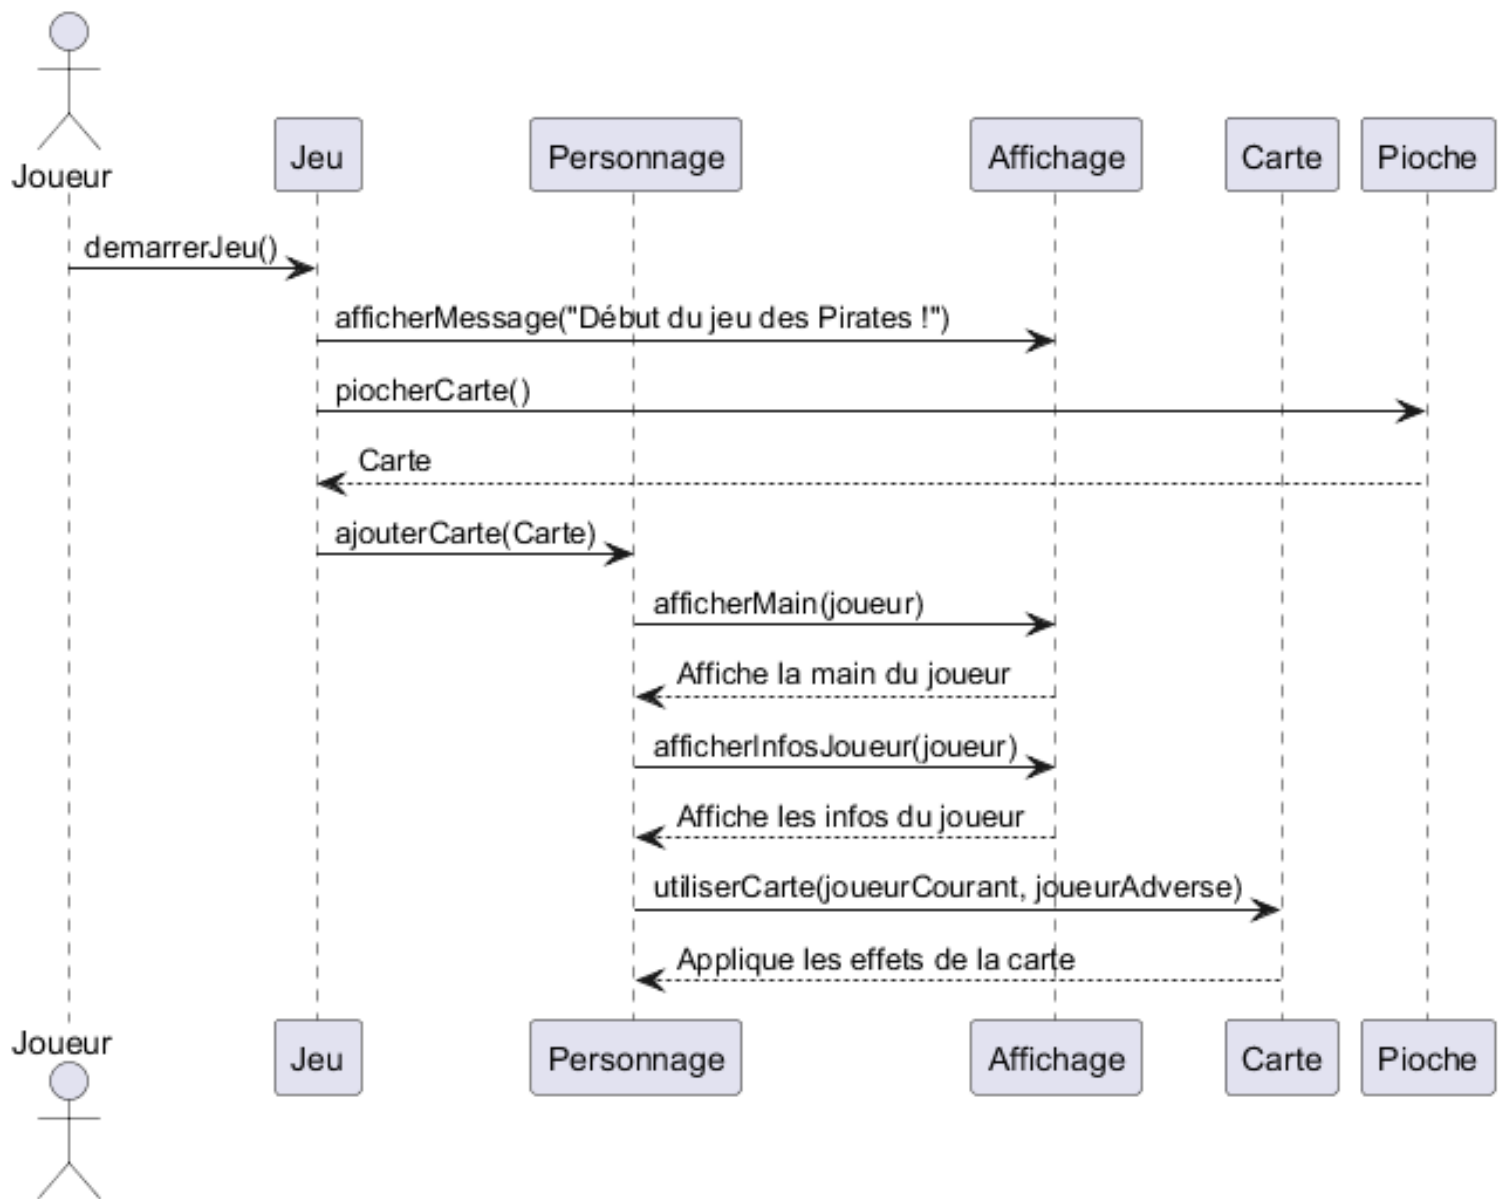 Joueur
Jeu
Personnage
Affichage
Carte
Pioche
demarrerJeu()
afficherMessage("Début du jeu des Pirates !")
piocherCarte()
Carte
ajouterCarte(Carte)
afficherMain(joueur)
Affiche la main du joueur
afficherInfosJoueur(joueur)
Affiche les infos du joueur
utiliserCarte(joueurCourant, joueurAdverse)
Applique les effets de la carte
Joueur
Jeu
Personnage
Affichage
Carte
Pioche